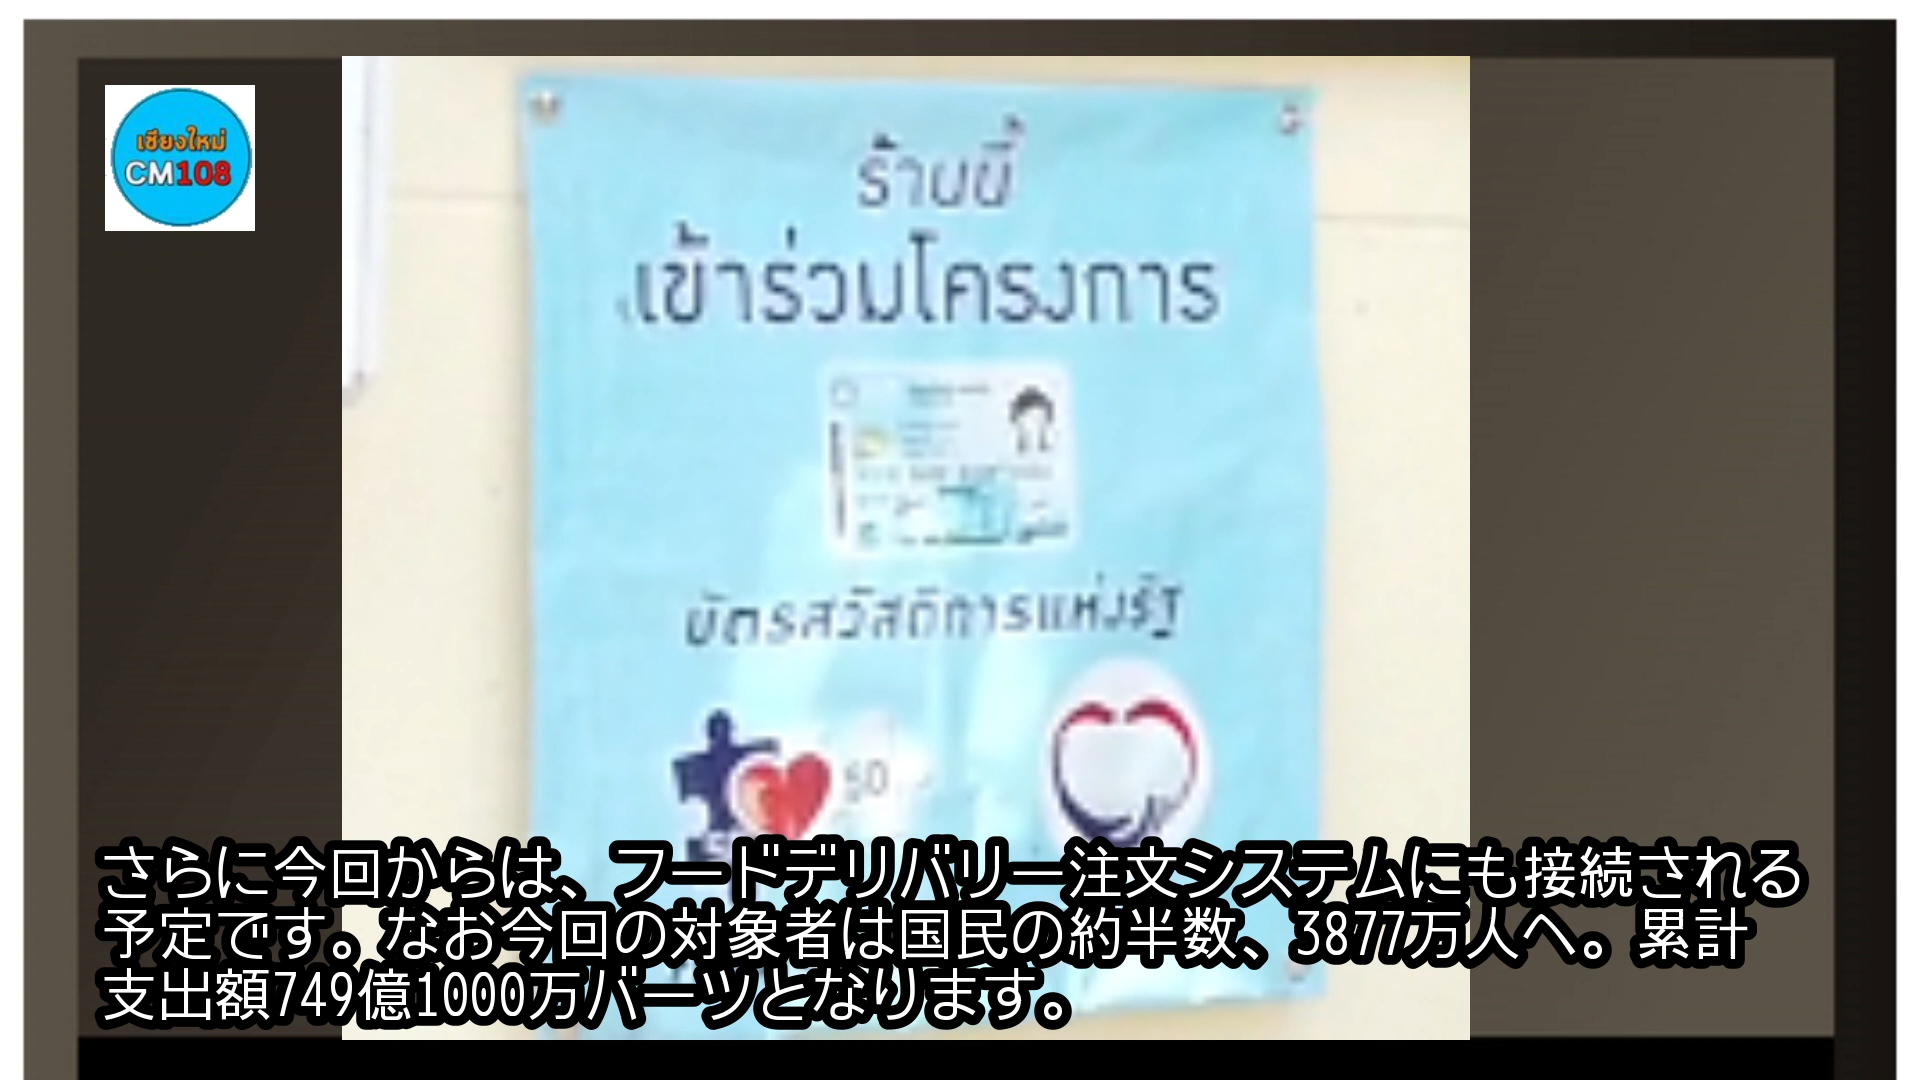 เชียงใหม่
CM108
ร้านนี้
เข้าร่วมโครงการ
บัตรสวัสดิการแห่งรัฐ
50
さらに今回からは、フードデリバリー注文システムにも接続される
予定です。なお今回の対象者は国民の約半数、3877万人へ。累計
支出額749億1000万バーツとなります。